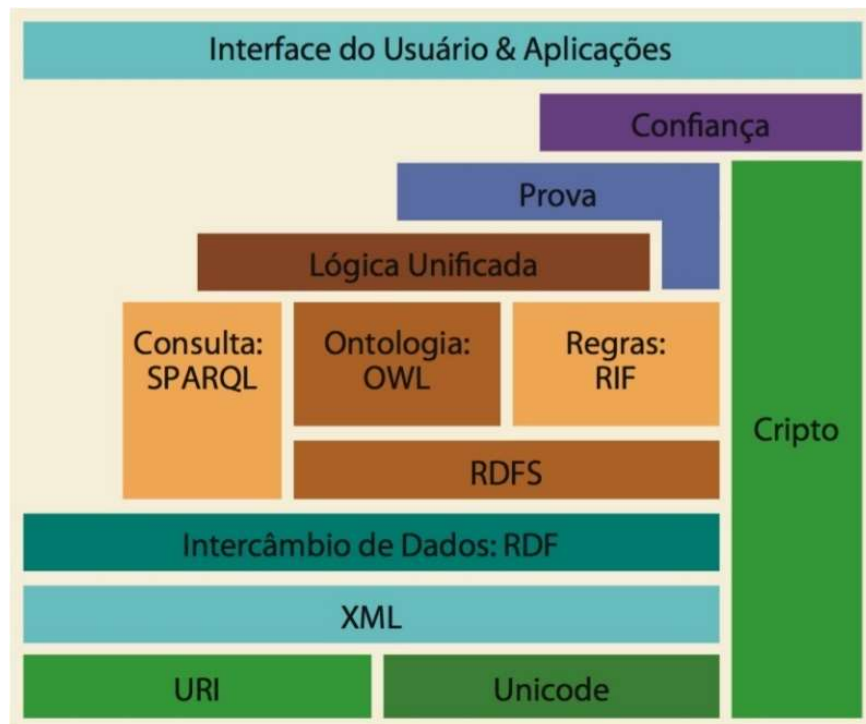 Interface do Usuário & Aplicações
Confiança
Prova
Lógica Unificada
Consulta:
SPARQL
Ontologia:
OWL
Regras:
RIF
Cripto
RDFS
Intercâmbio de Dados: RDF
XML
URI
Unicode